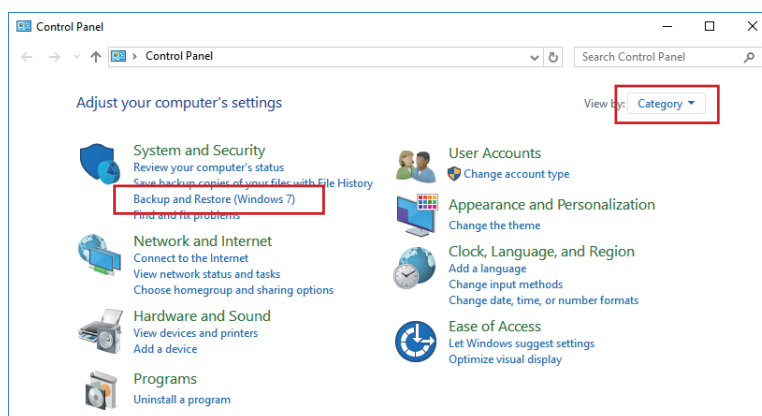 Control Panel
Control Panel
Search Control Panel
Adjust your computer's settings
View by: Category
System and Security
Review your computer's status
Save backup copies of your files with File History
Backup and Restore (Windows 7)
Find and fix problems
Network and Internet
Connect to the Internet
View network status and tasks
Choose homegroup and sharing options
Hardware and Sound
View devices and printers
Add a device
Programs
Uninstall a program
User Accounts
Change account type
Appearance and Personalization
Change the theme
Clock, Language, and Region
Add a language
Change input methods
Change date, time, or number formats
Ease of Access
Let Windows suggest settings
Optimize visual display